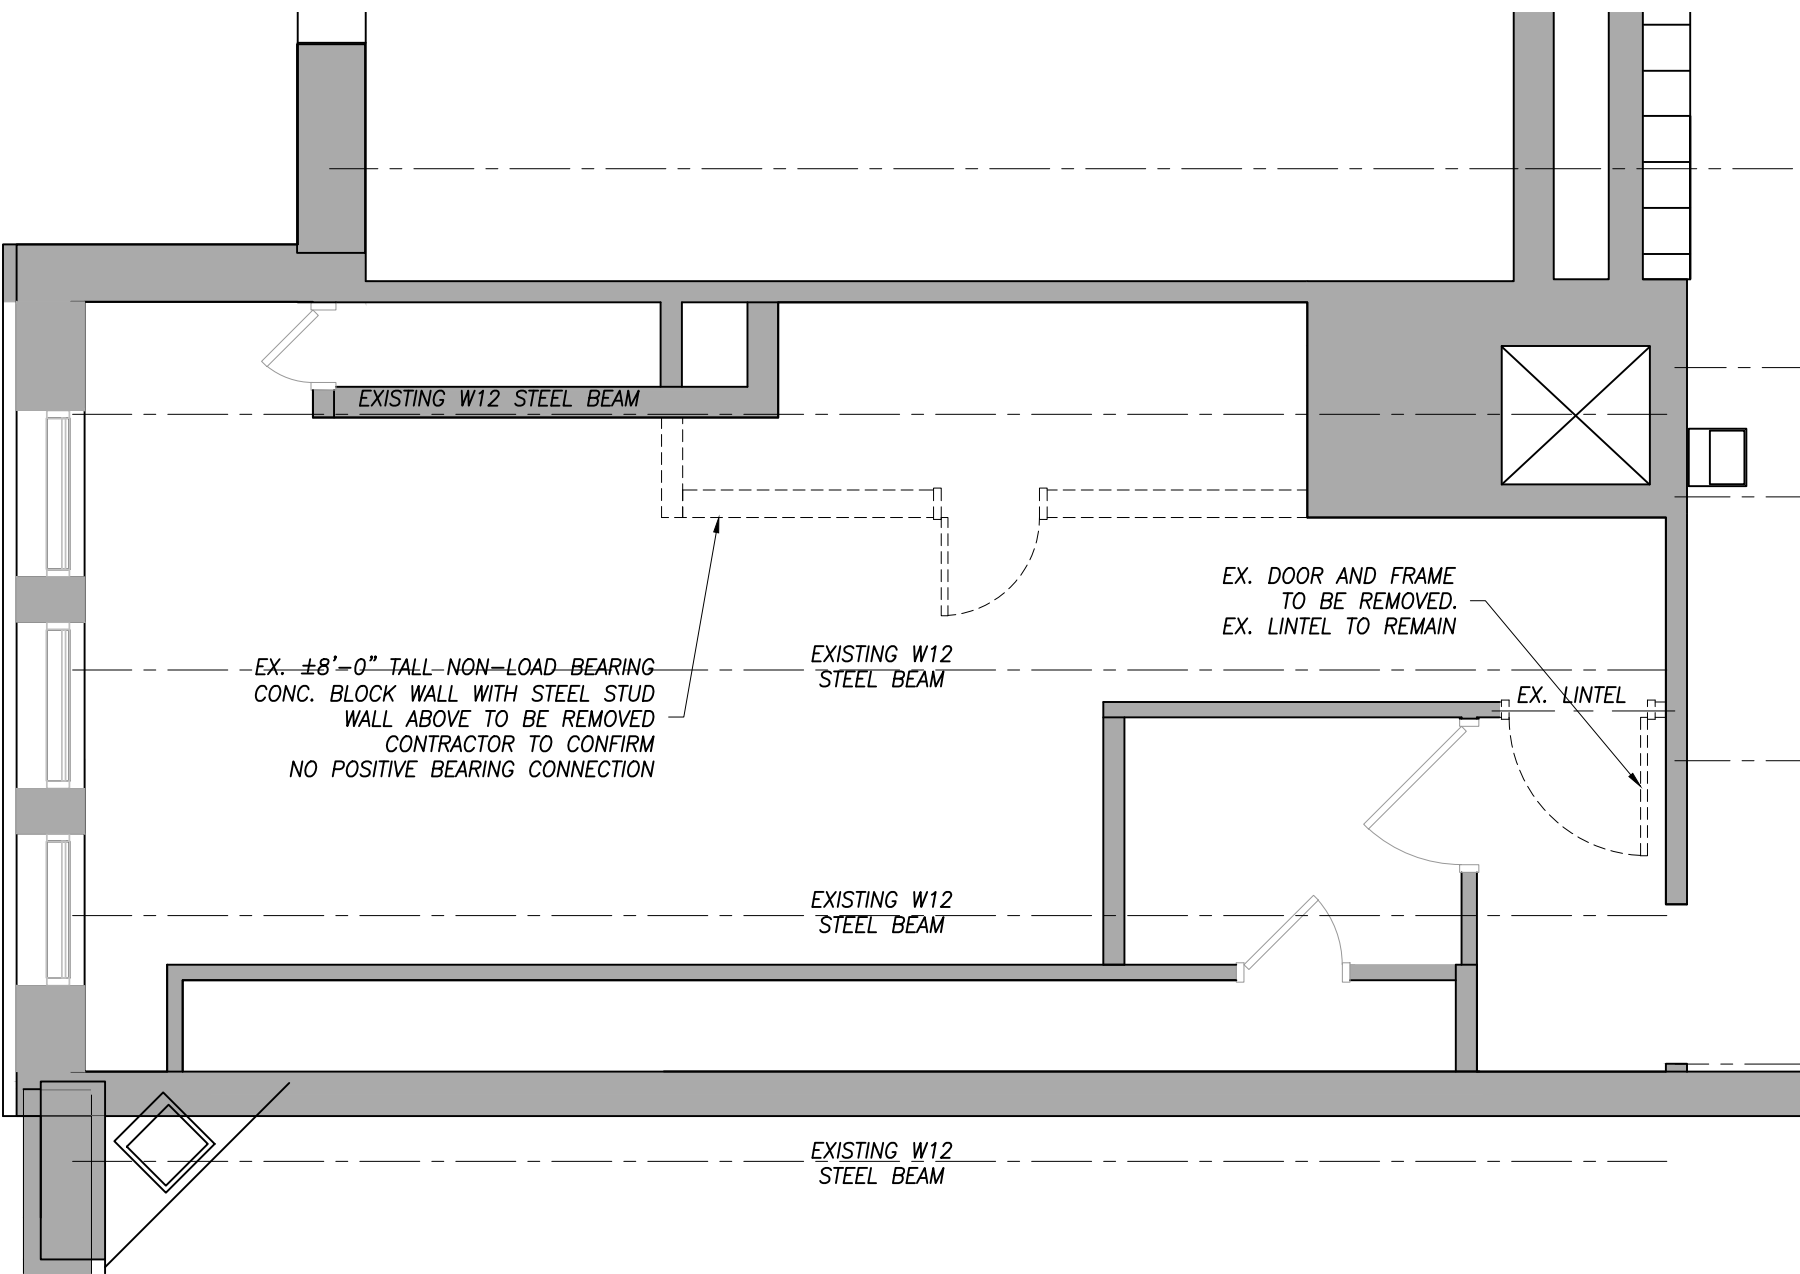 EXISTING W12 STEEL BEAM
EX. DOOR AND FRAME
TO BE REMOVED.
EX. LINTEL TO REMAIN
EXISTING W12
STEEL BEAM
EX. ±8'-0" TALL NON-LOAD BEARING
CONC. BLOCK WALL WITH STEEL STUD
WALL ABOVE TO BE REMOVED
CONTRACTOR TO CONFIRM
NO POSITIVE BEARING CONNECTION
EX. LINTEL
EXISTING W12
STEEL BEAM
EXISTING W12
STEEL BEAM